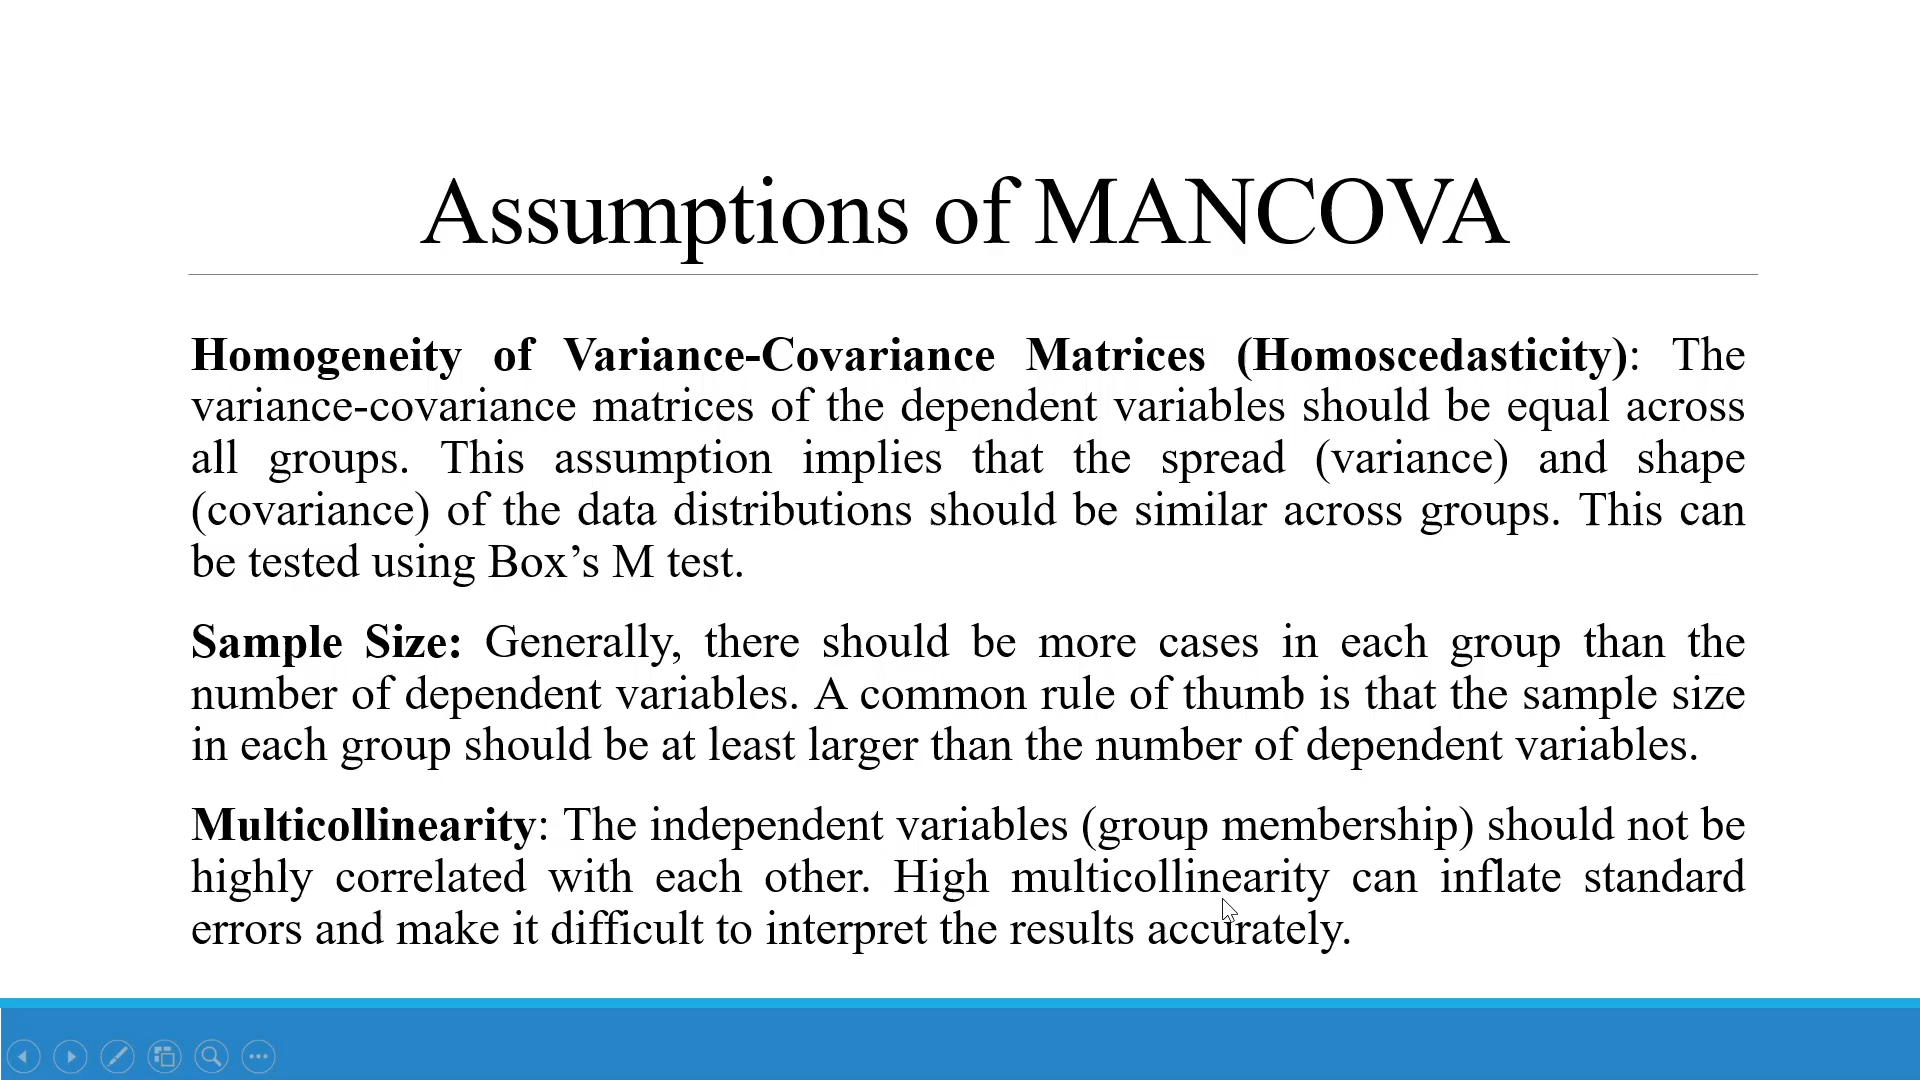 Assumptions of MANCOVA
Homogeneity of Variance-Covariance Matrices (Homoscedasticity): The
variance-covariance matrices of the dependent variables should be equal across
all groups. This assumption implies that the spread (variance) and shape
(covariance) of the data distributions should be similar across groups. This can
be tested using Box’s M test.
Sample Size: Generally, there should be more cases in each group than the
number of dependent variables. A common rule of thumb is that the sample size
in each group should be at least larger than the number of dependent variables.
Multicollinearity: The independent variables (group membership) should not be
highly correlated with each other. High multicollinearity can inflate standard
errors and make it difficult to interpret the results accurately.